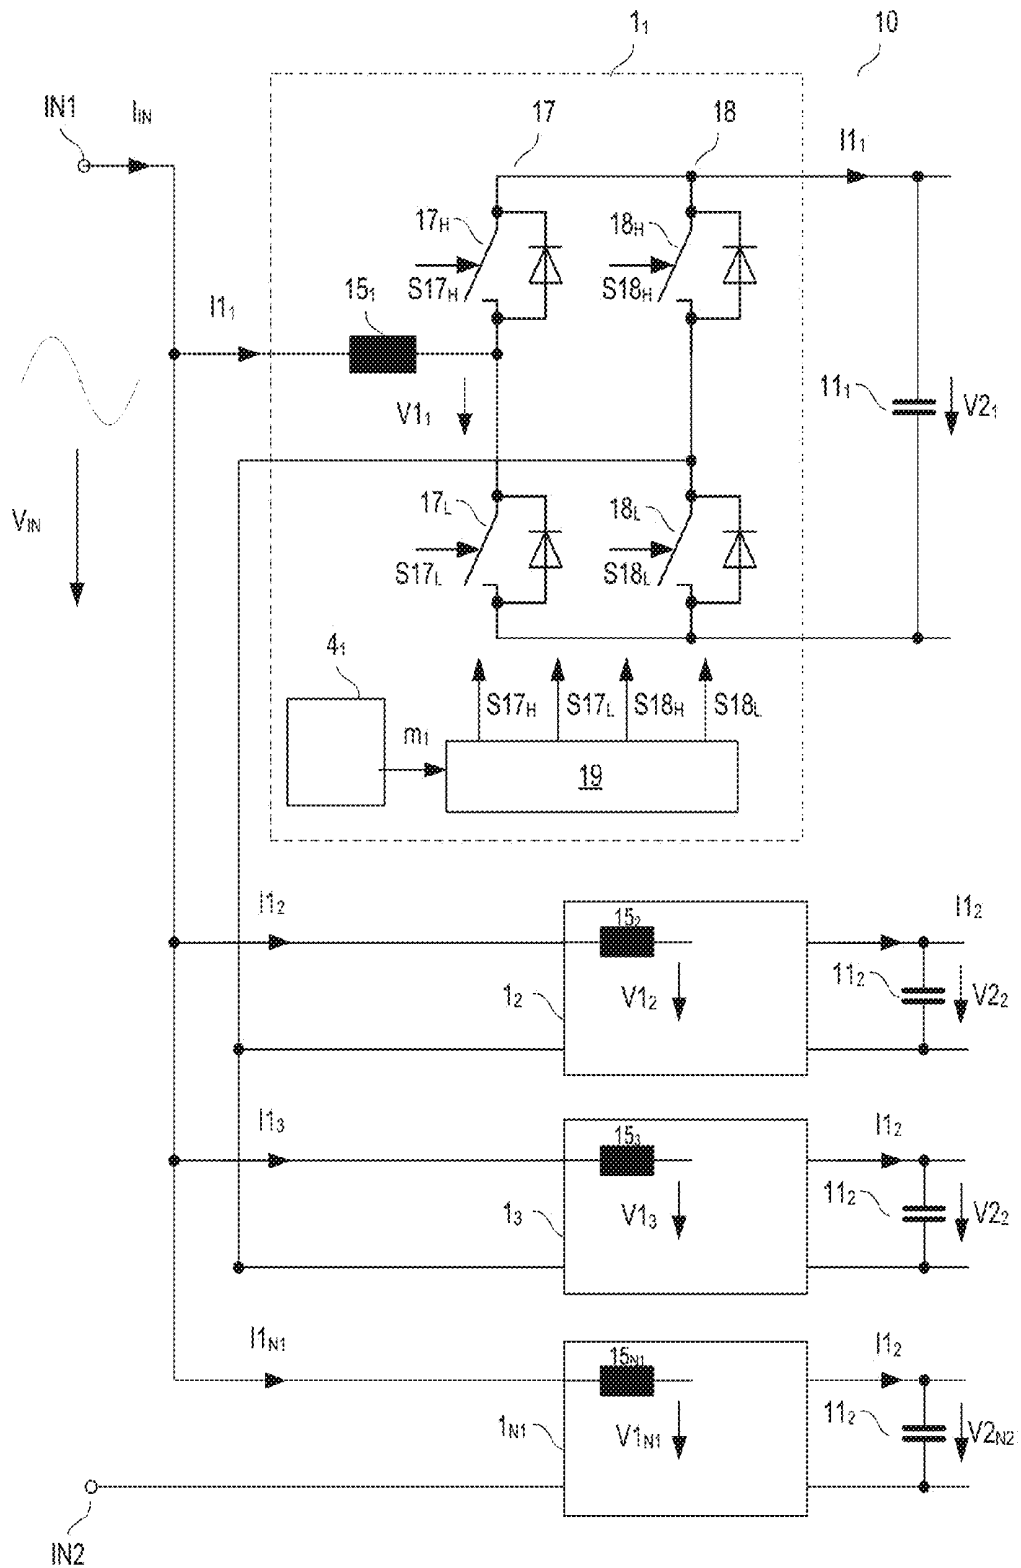 1₁
10
IN1
I_IN
17
18
I1₁
17_H
18_H
S17_H
S18_H
15₁
I1₁
V1₁
11₁
V2₁
V_IN
17_L
18_L
S17_L
S18_L
4₁
S17_H
S17_L
S18_H
S18_L
m₁
19
I1₂
15₂
I1₂
1₂
V1₂
11₂
V2₂
I1₃
15₃
I1₂
1₃
V1₃
11₂
V2₂
I1_N1
15_N1
I1₂
1_N1
V1_N1
11₂
V2_N2
IN2